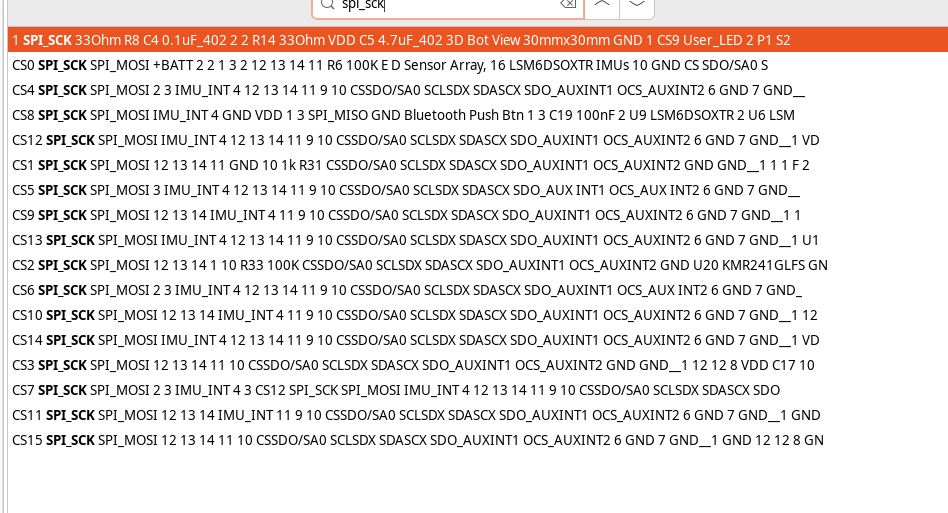 spi_sck
1 SPI_SCK 33Ohm R8 C4 0.1uF_402 2 2 R14 33Ohm VDD C5 4.7uF_402 3D Bot View 30mmx30mm GND 1 CS9 User_LED 2 P1 S2
CS0 SPI_SCK SPI_MOSI +BATT 2 2 1 3 2 12 13 14 11 R6 100K E D Sensor Array, 16 LSM6DSOXTR IMUs 10 GND CS SDO/SA0 S
CS4 SPI_SCK SPI_MOSI 2 3 IMU_INT 4 12 13 14 11 9 10 CSSDO/SA0 SCLSDX SDASCX SDO_AUXINT1 OCS_AUXINT2 6 GND 7 GND__
CS8 SPI_SCK SPI_MOSI IMU_INT 4 GND VDD 1 3 SPI_MISO GND Bluetooth Push Btn 1 3 C19 100nF 2 U9 LSM6DSOXTR 2 U6 LSM
CS12 SPI_SCK SPI_MOSI IMU_INT 4 12 13 14 11 9 10 CSSDO/SA0 SCLSDX SDASCX SDO_AUXINT1 OCS_AUXINT2 6 GND 7 GND__1 VD
CS1 SPI_SCK SPI_MOSI 12 13 14 11 GND 10 1k R31 CSSDO/SA0 SCLSDX SDASCX SDO_AUXINT1 OCS_AUXINT2 GND GND__1 1 1 F 2
CS5 SPI_SCK SPI_MOSI 3 IMU_INT 4 12 13 14 11 9 10 CSSDO/SA0 SCLSDX SDASCX SDO_AUX INT1 OCS_AUX INT2 6 GND 7 GND__
CS9 SPI_SCK SPI_MOSI 12 13 14 IMU_INT 4 11 9 10 CSSDO/SA0 SCLSDX SDASCX SDO_AUXINT1 OCS_AUXINT2 6 GND 7 GND__1 1
CS13 SPI_SCK SPI_MOSI IMU_INT 4 12 13 14 11 9 10 CSSDO/SA0 SCLSDX SDASCX SDO_AUXINT1 OCS_AUXINT2 6 GND 7 GND__1 U1
CS2 SPI_SCK SPI_MOSI 12 13 14 1 10 R33 100K CSSDO/SA0 SCLSDX SDASCX SDO_AUXINT1 OCS_AUXINT2 GND U20 KMR241GLFS GN
CS6 SPI_SCK SPI_MOSI 2 3 IMU_INT 4 12 13 14 11 9 10 CSSDO/SA0 SCLSDX SDASCX SDO_AUXINT1 OCS_AUX INT2 6 GND 7 GND_
CS10 SPI_SCK SPI_MOSI 12 13 14 IMU_INT 4 11 9 10 CSSDO/SA0 SCLSDX SDASCX SDO_AUXINT1 OCS_AUXINT2 6 GND 7 GND__1 12
CS14 SPI_SCK SPI_MOSI IMU_INT 4 12 13 14 11 9 10 CSSDO/SA0 SCLSDX SDASCX SDO_AUXINT1 OCS_AUXINT2 6 GND 7 GND__1 VD
CS3 SPI_SCK SPI_MOSI 12 13 14 11 10 CSSDO/SA0 SCLSDX SDASCX SDO_AUXINT1 OCS_AUXINT2 GND GND__1 12 12 8 VDD C17 10
CS7 SPI_SCK SPI_MOSI 2 3 IMU_INT 4 3 CS12 SPI_SCK SPI_MOSI IMU_INT 4 12 13 14 11 9 10 CSSDO/SA0 SCLSDX SDASCX SDO
CS11 SPI_SCK SPI_MOSI 12 13 14 IMU_INT 11 9 10 CSSDO/SA0 SCLSDX SDASCX SDO_AUXINT1 OCS_AUXINT2 6 GND 7 GND__1 GND
CS15 SPI_SCK SPI_MOSI 12 13 14 11 10 CSSDO/SA0 SCLSDX SDASCX SDO_AUXINT1 OCS_AUXINT2 6 GND 7 GND__1 GND 12 12 8 GN